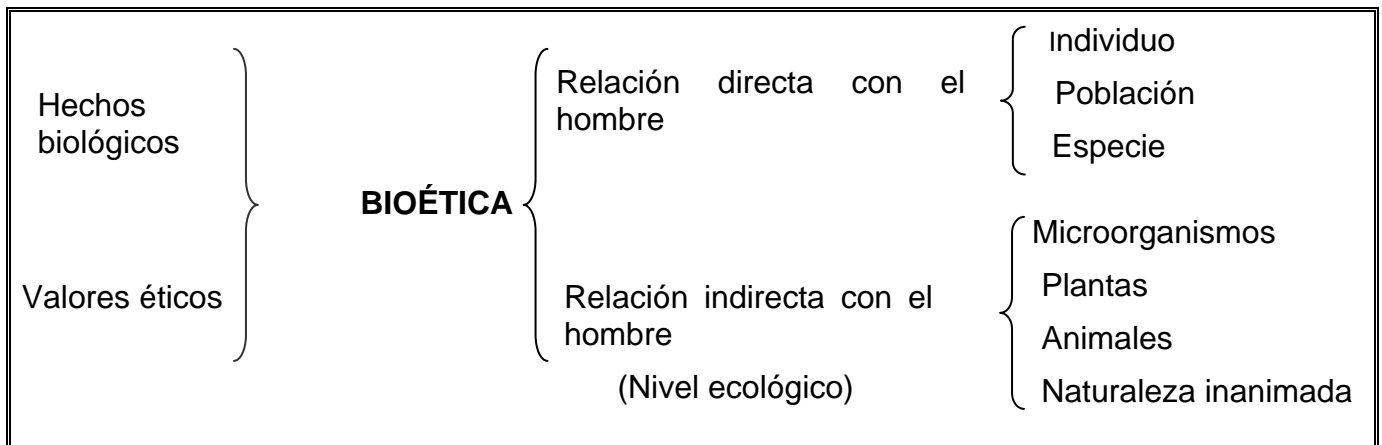 Hechos
biológicos
Valores éticos
BIOÉTICA
Relación directa con el
hombre
Individuo
Población
Especie
Relación indirecta con el
hombre
(Nivel ecológico)
Microorganismos
Plantas
Animales
Naturaleza inanimada